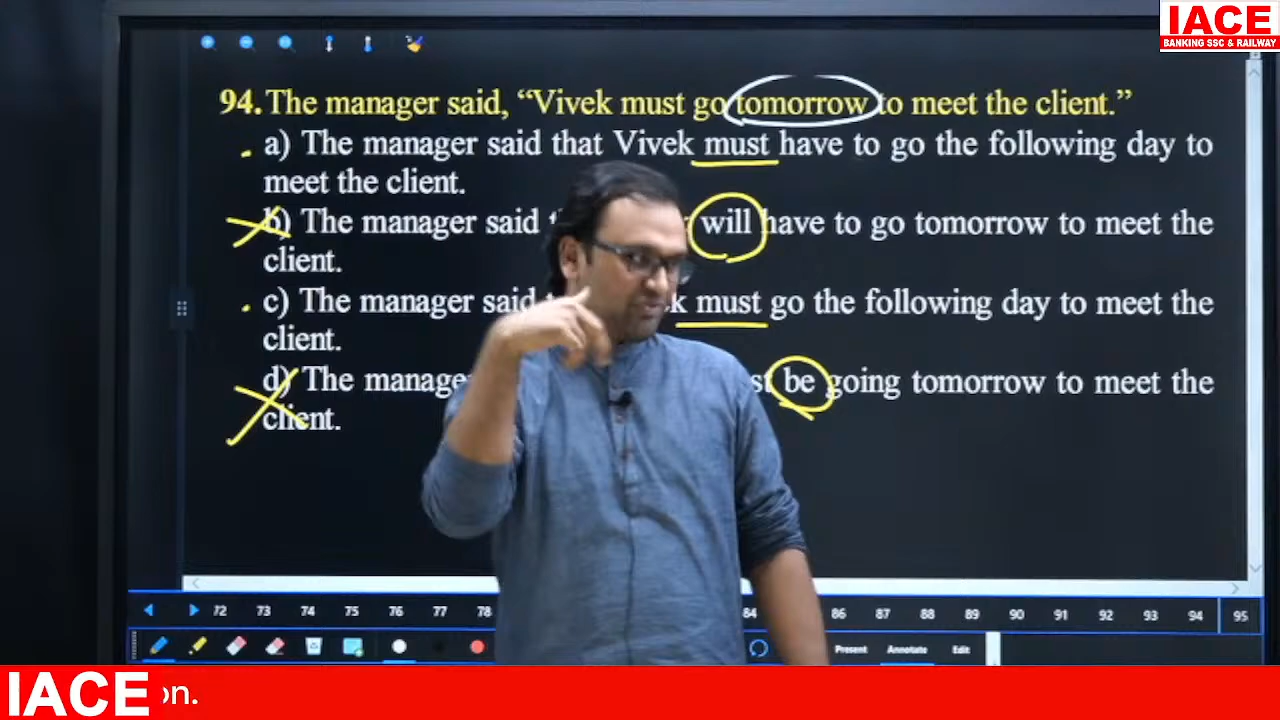 IACE
BANKING SSC & RAILWAY
94. The manager said, “Vivek must go tomorrow to meet the client.”
a) The manager said that Vivek must have to go the following day to
meet the client.
b) The manager said will have to go tomorrow to meet the
client.
c) The manager said must go the following day to meet the
client.
d) The be going tomorrow to meet the
client.
72 73 74 75 76 77 78 84 86 87 88 89 90 91 92 93 94 95
Present Annotate Edit
IACE on.